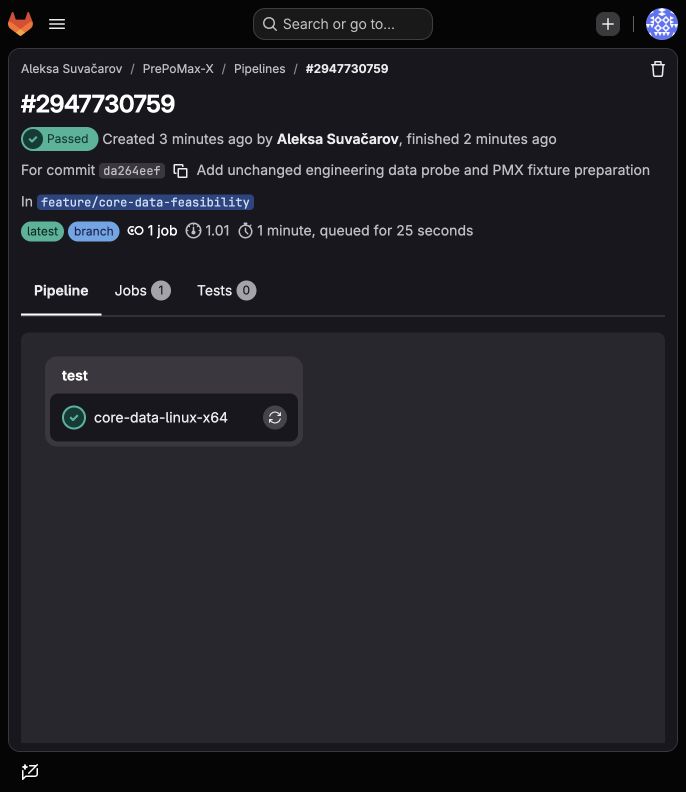 Search or go to...
Aleksa Suvačarov / PrePoMax-X / Pipelines / #2947730759
#2947730759
Passed Created 3 minutes ago by Aleksa Suvačarov, finished 2 minutes ago
For commit da264eef Add unchanged engineering data probe and PMX fixture preparation
In feature/core-data-feasibility
latest branch 1 job 1.01 1 minute, queued for 25 seconds
Pipeline Jobs 1 Tests 0
test
core-data-linux-x64